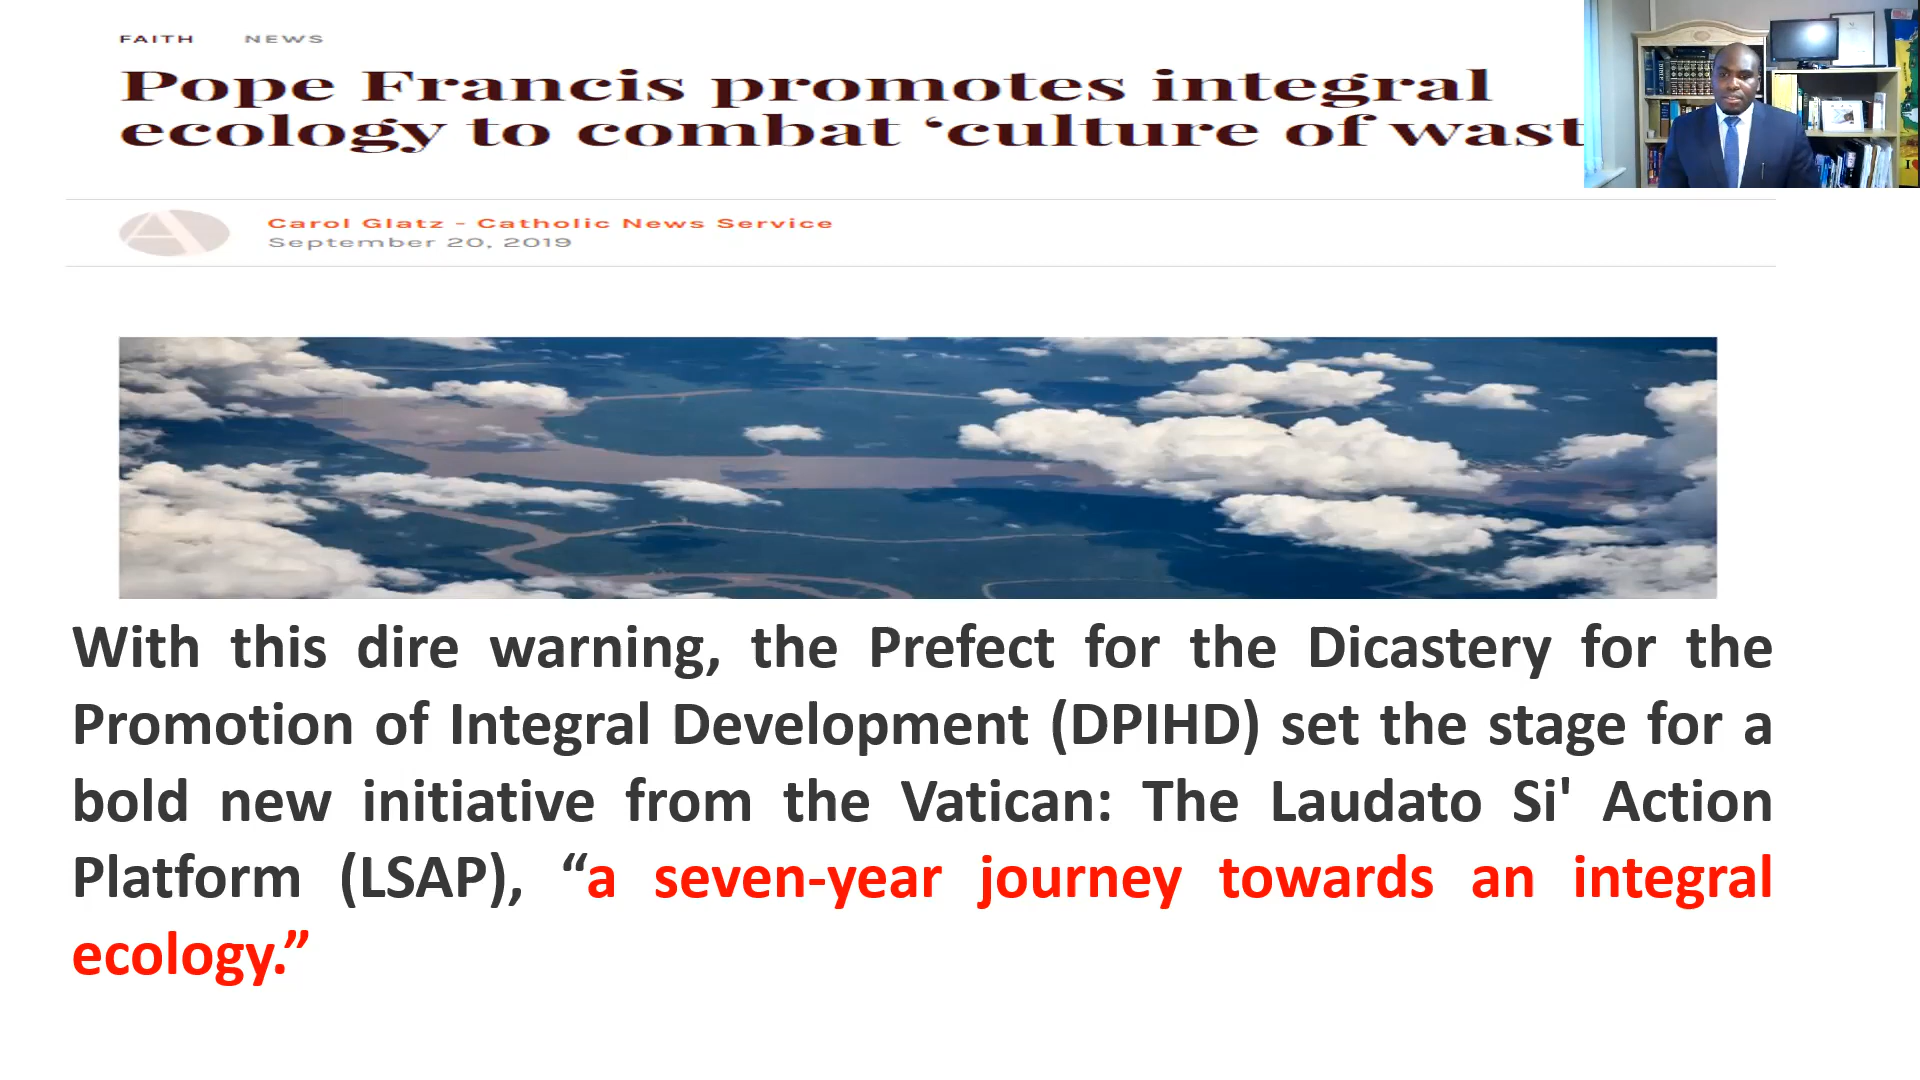 FAITH NEWS
Pope Francis promotes integral
ecology to combat ‘culture of wast
Carol Glatz - Catholic News Service
September 20, 2019
With this dire warning, the Prefect for the Dicastery for the
Promotion of Integral Development (DPIHD) set the stage for a
bold new initiative from the Vatican: The Laudato Si' Action
Platform (LSAP), “a seven-year journey towards an integral
ecology.”